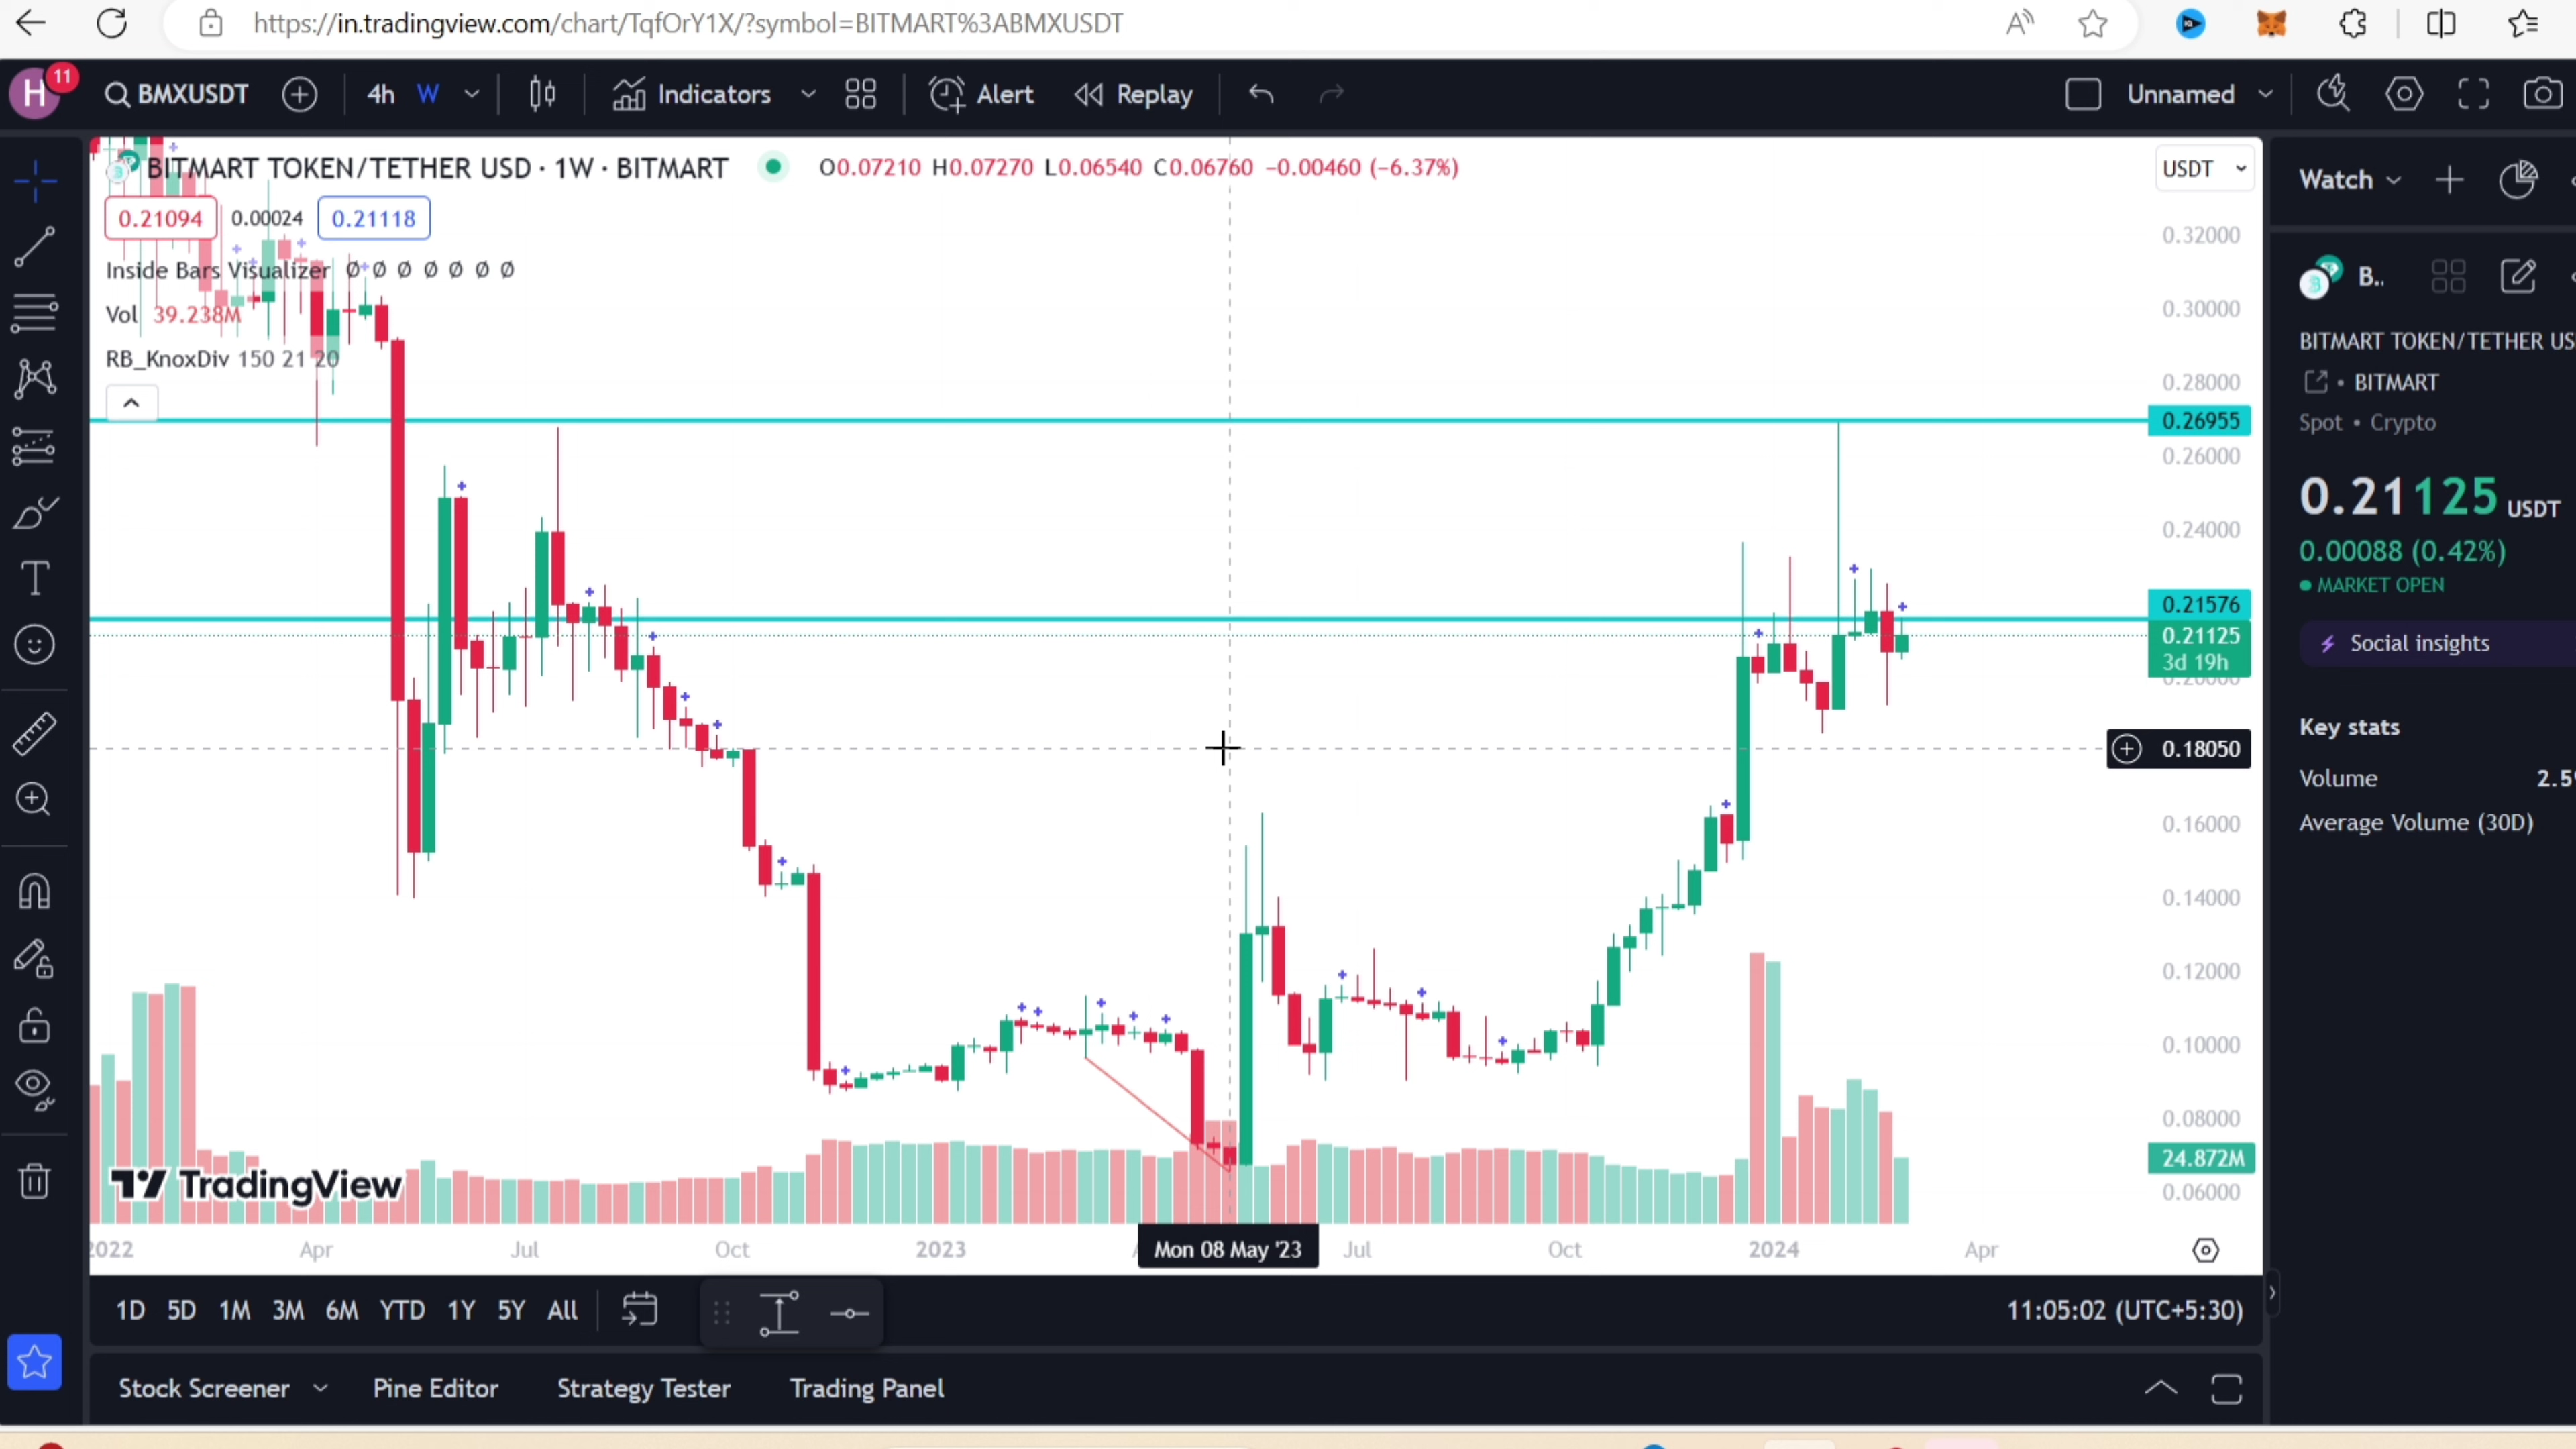 https://in.tradingview.com/chart/TqfOrY1X/?symbol=BITMART%3ABMXUSDT
H 11 BMXUSDT 4h W Indicators Alert Replay Unnamed
BITMART TOKEN/TETHER USD · 1W · BITMART O0.07210 H0.07270 L0.06540 C0.06760 −0.00460 (−6.37%) USDT
0.21094 0.00024 0.21118
Inside Bars Visualizer Ø Ø Ø Ø Ø Ø Ø
Vol 39.238M
RB_KnoxDiv 150 21 20
0.32000
0.30000
0.28000
0.26955
0.26000
0.24000
0.21576
0.21125
3d 19h
0.20000
0.18050
0.16000
0.14000
0.12000
0.10000
0.08000
24.872M
0.06000
TradingView
2022 Apr Jul Oct 2023 Mon 08 May '23 Jul Oct 2024 Apr
1D 5D 1M 3M 6M YTD 1Y 5Y All 11:05:02 (UTC+5:30)
Stock Screener Pine Editor Strategy Tester Trading Panel
Watch
B..
BITMART TOKEN/TETHER US
BITMART
Spot • Crypto
0.21125 USDT
0.00088 (0.42%)
MARKET OPEN
Social insights
Key stats
Volume 2.5
Average Volume (30D)